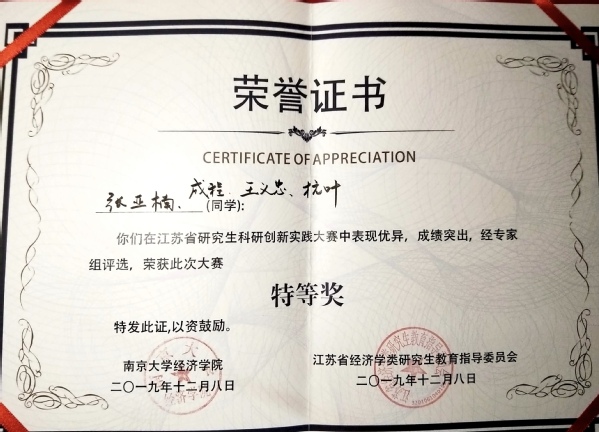 荣誉证书
CERTIFICATE OF APPRECIATION
张亚楠、成程、王义忠、杭叶
(同学):
你们在江苏省研究生科研创新实践大赛中表现优异，成绩突出，经专家
组评选，荣获此次大赛
特等奖
特发此证,以资鼓励。
南京大学经济学院
二〇一九年十二月八日
江苏省经济学类研究生教育指导委员会
二〇一九年十二月八日